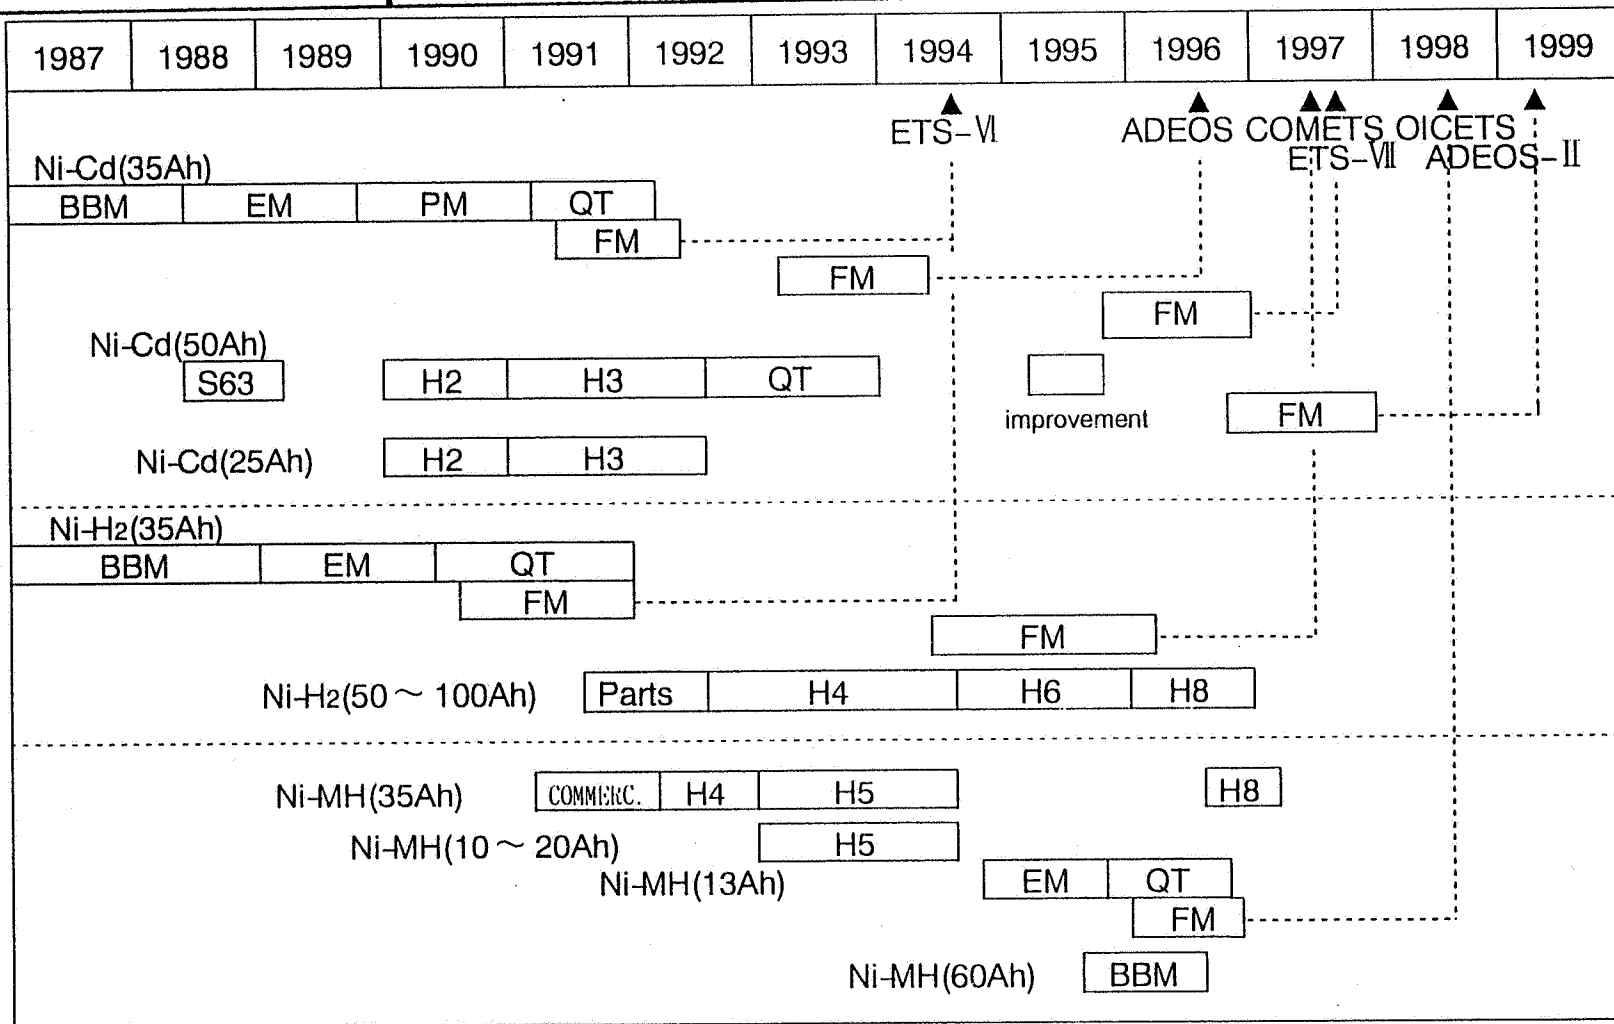 1987 1988 1989 1990 1991 1992 1993 1994 1995 1996 1997 1998 1999
ETS-Ⅵ ADEOS COMETS OICETS
ETS-Ⅶ ADEOS-Ⅱ
Ni-Cd(35Ah)
BBM EM PM QT
FM
FM
FM
Ni-Cd(50Ah)
S63 H2 H3 QT
improvement
FM
Ni-Cd(25Ah) H2 H3
Ni-H2(35Ah)
BBM EM QT
FM
FM
Ni-H2(50 ～ 100Ah) Parts H4 H6 H8
Ni-MH(35Ah) COMMERC. H4 H5 H8
Ni-MH(10 ～ 20Ah) H5
Ni-MH(13Ah) EM QT
FM
Ni-MH(60Ah) BBM